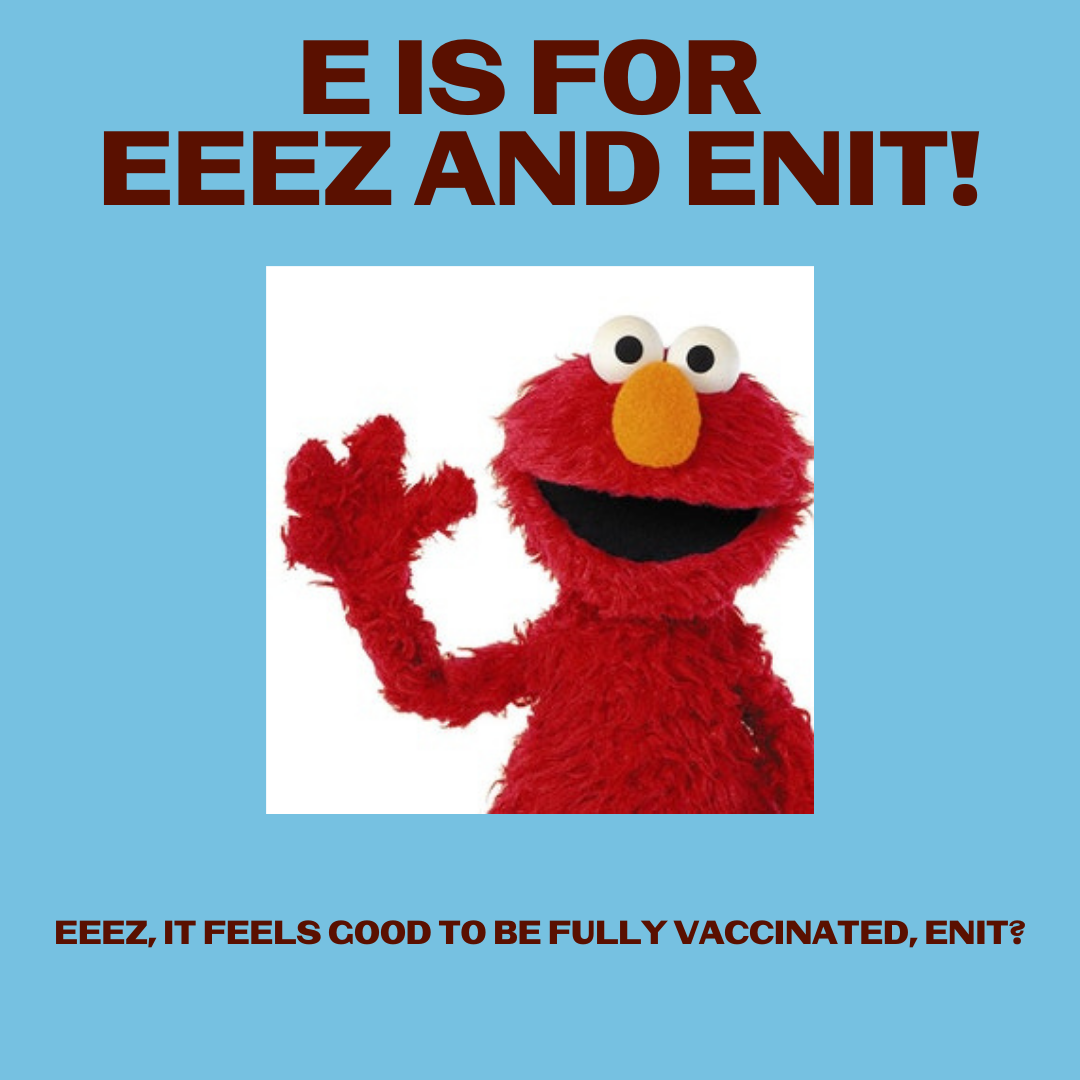 E IS FOR
EEEZ AND ENIT!
EEEZ, IT FEELS GOOD TO BE FULLY VACCINATED, ENIT?